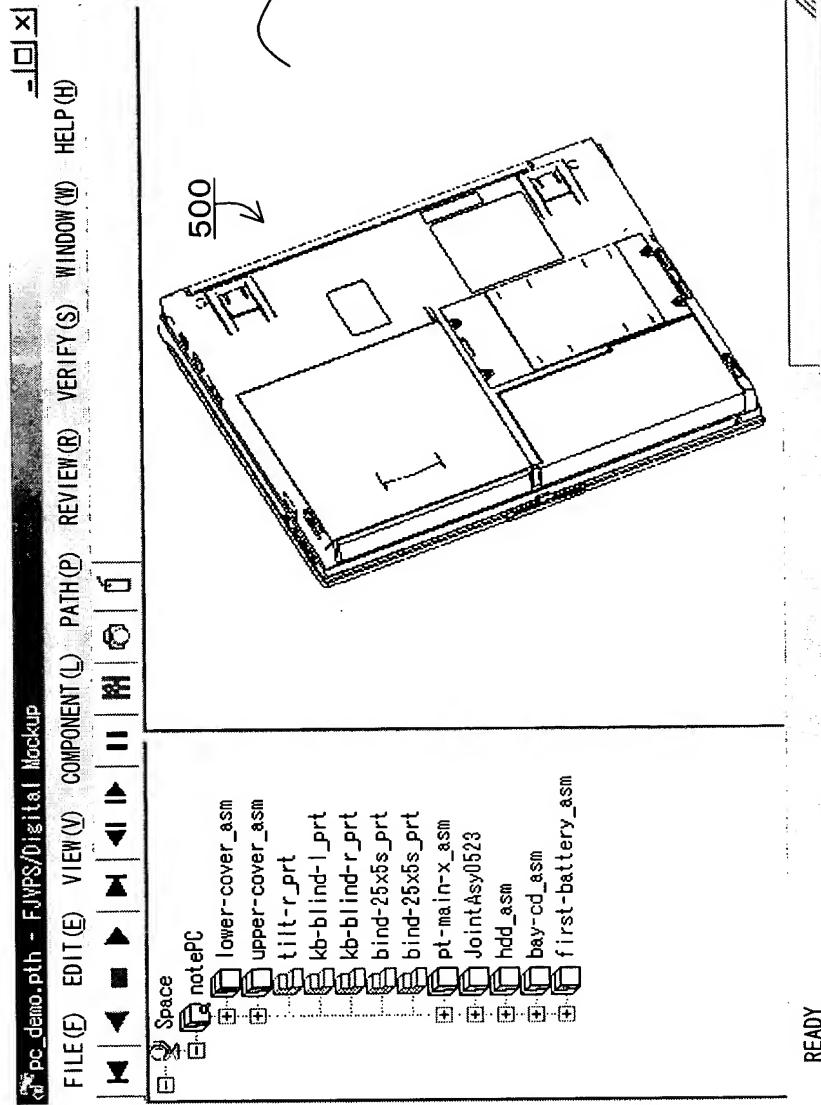 pc_demo.pth - FJVPS/Digital Mockup
FILE(F) EDIT(E) VIEW(V) COMPONENT(L) PATH(P) REVIEW(R) VERIFY(S) WINDOW(W) HELP(H)
Space
notePC
lower-cover_asm
upper-cover_asm
tilt-r_prt
kb-blind-l_prt
kb-blind-r_prt
bind-25x5s_prt
bind-25x5s_prt
pt-main-x_asm
JointAsy0523
hdd_asm
bay-cd_asm
first-battery_asm
500
READY